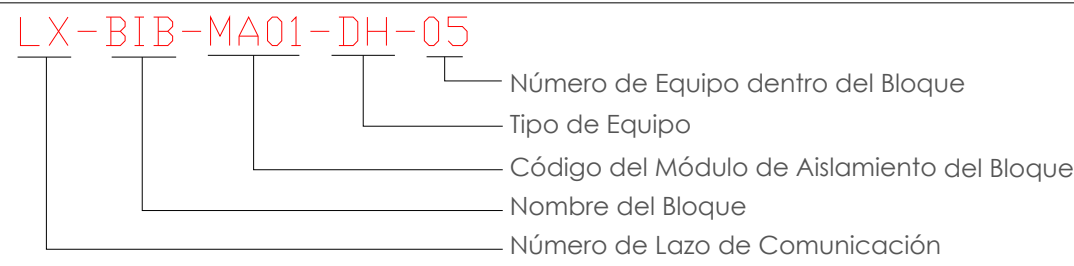 LX-BIB-MA01-DH-05
Número de Equipo dentro del Bloque
Tipo de Equipo
Código del Módulo de Aislamiento del Bloque
Nombre del Bloque
Número de Lazo de Comunicación